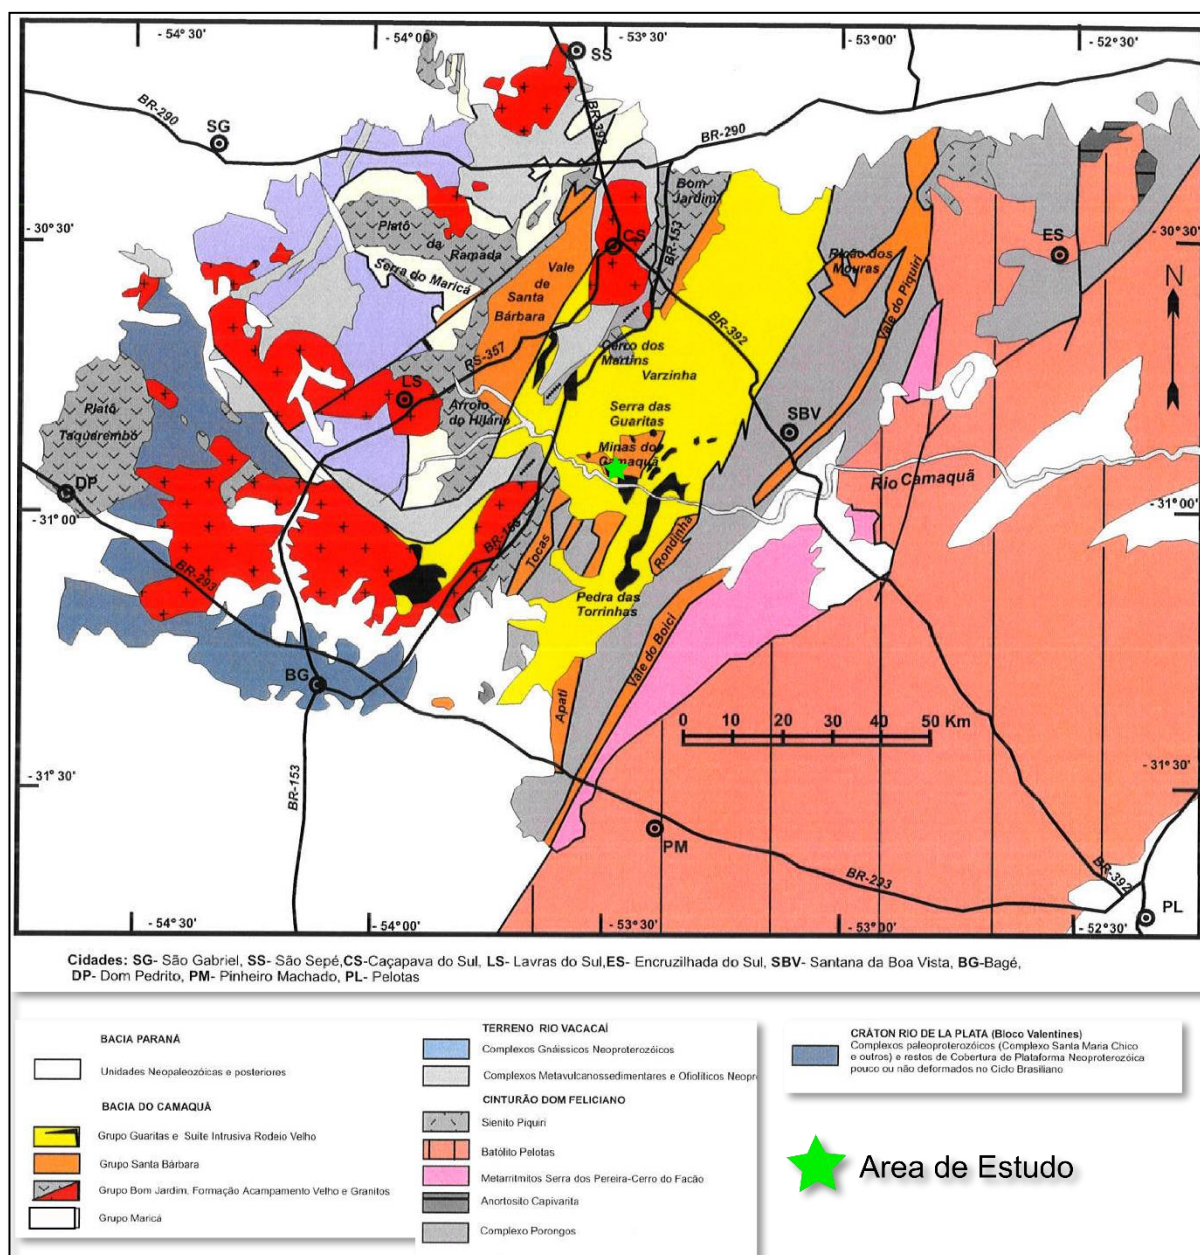 - 54° 30'
- 54° 00'
- 53° 30'
- 53° 00'
- 52° 30'
SS
BR-290
SG
BR-392
BR-290
Bom
Jardim
Platô
da
Ramada
- 30° 30'
CS
BR-153
ES
- 30° 30'
Serra do Maricá
Vale
de
Santa
Bárbara
dos
Mouras
Vale do Piquiri
N
BR-392
RS-357
Cerro dos
Martins
Varzinha
LS
Arroio
do Hilário
Platô
Taquarembó
Serra das
Guaritas
SBV
Minas do
Camaquã
Rio Camaquã
DP
- 31° 00'
- 31° 00'
BR-153
Tocas
Rondinha
BR-293
Pedra das
Torrinhas
Vale do Boici
BG
Apati
0 10 20 30 40 50 Km
- 31° 30'
- 31° 30'
BR-153
PM
BR-293
BR-392
PL
- 54° 30'
- 54° 00'
- 53° 30'
- 53° 00'
- 52° 30'
Cidades: SG- São Gabriel, SS- São Sepé,CS-Caçapava do Sul, LS- Lavras do Sul,ES- Encruzilhada do Sul, SBV- Santana da Boa Vista, BG-Bagé,
DP- Dom Pedrito, PM- Pinheiro Machado, PL- Pelotas
BACIA PARANÁ
Unidades Neopaleozóicas e posteriores
BACIA DO CAMAQUÃ
Grupo Guaritas e Suíte Intrusiva Rodeio Velho
Grupo Santa Bárbara
Grupo Bom Jardim, Formação Acampamento Velho e Granitos
Grupo Maricá
TERRENO RIO VACACAÍ
Complexos Gnáissicos Neoproterozóicos
Complexos Metavulcanossedimentares e Ofiolíticos Neopro
CINTURÃO DOM FELICIANO
Sienito Piquiri
Batólito Pelotas
Metarritmitos Serra dos Pereira-Cerro do Facão
Anortosito Capivarita
Complexo Porongos
CRÁTON RIO DE LA PLATA (Bloco Valentines)
Complexos paleoproterozóicos (Complexo Santa Maria Chico
e outros) e restos de Cobertura de Plataforma Neoproterozóica
pouco ou não deformados no Ciclo Brasiliano
Area de Estudo